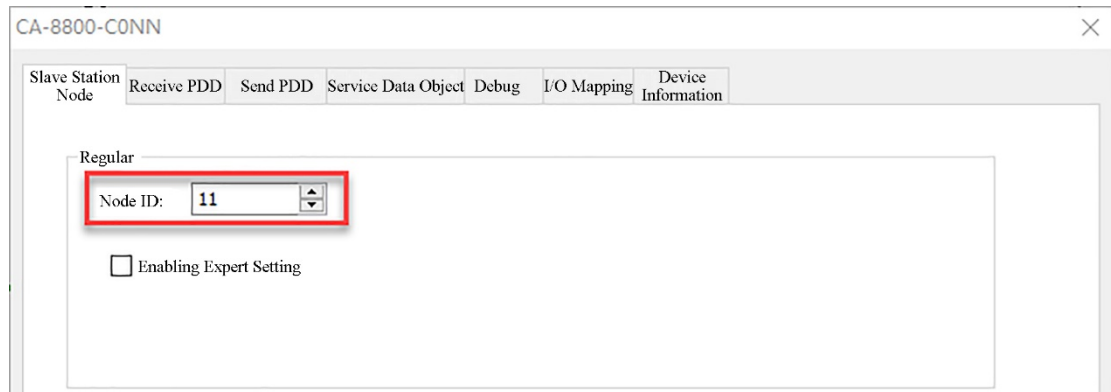 CA-8800-C0NN
Slave Station
Node
Receive PDD
Send PDD
Service Data Object
Debug
I/O Mapping
Device
Information
Regular
Node ID: 11
Enabling Expert Setting